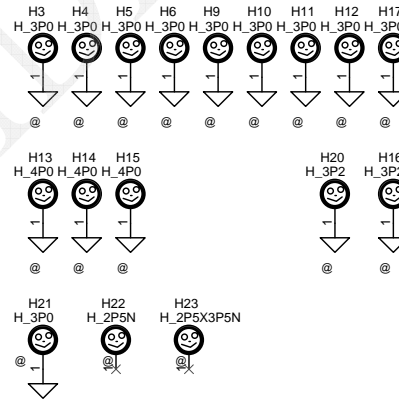 H3 H4 H5 H6 H9 H10 H11 H12 H17
H_3P0 H_3P0 H_3P0 H_3P0 H_3P0 H_3P0 H_3P0 H_3P0 H_3P0
1 1 1 1 1 1 1 1 1
@ @ @ @ @ @ @ @ @
H13 H14 H15 H20 H16
H_4P0 H_4P0 H_4P0 H_3P2 H_3P2
1 1 1 1 1
@ @ @ @ @
H21 H22 H23
H_3P0 H_2P5N H_2P5X3P5N
@ 1 @ 1 @ 1